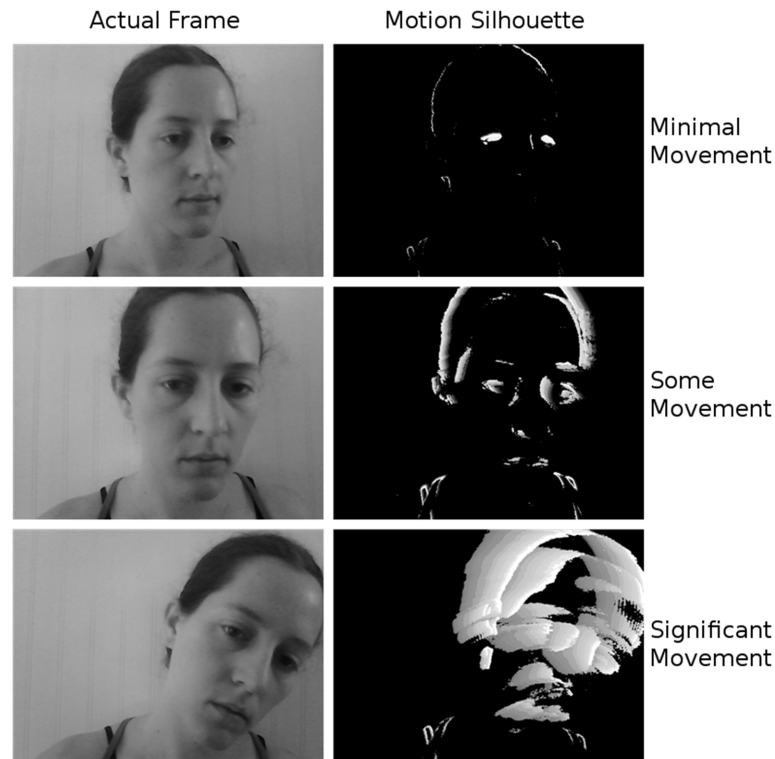 Actual Frame
Motion Silhouette
Minimal
Movement
Some
Movement
Significant
Movement